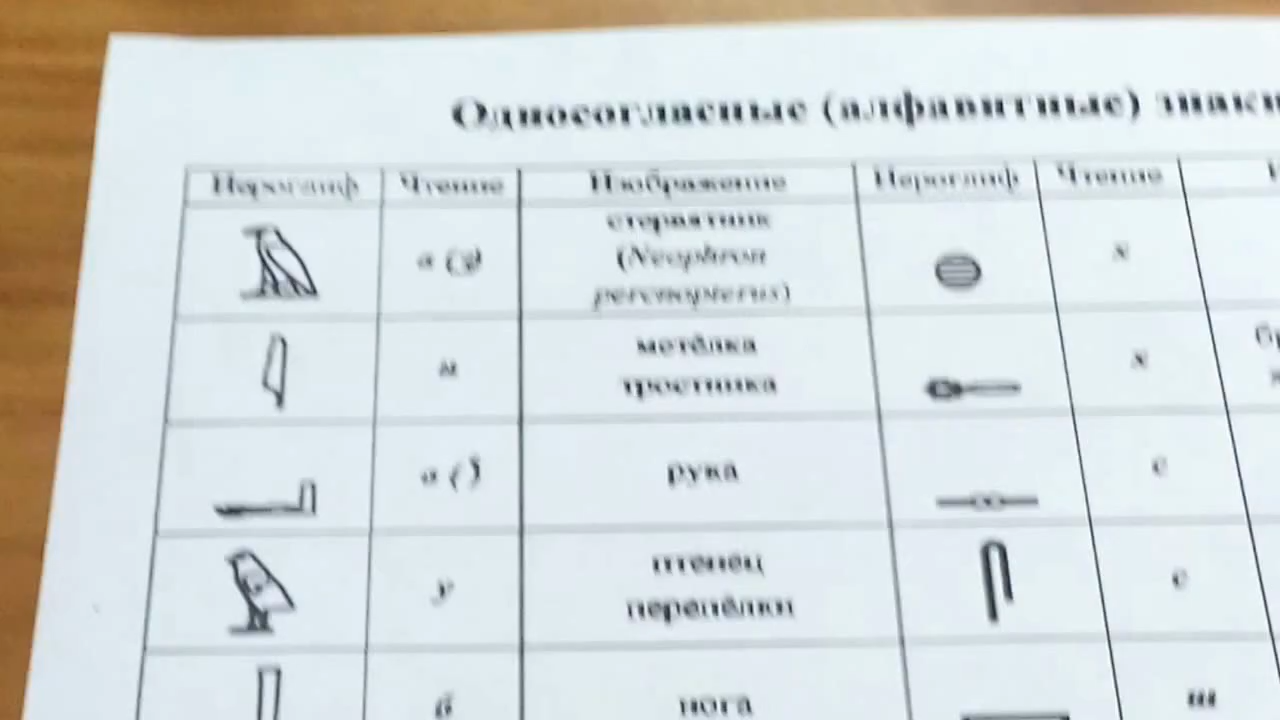 Односогласные (алфавитные) знаки
Иероглиф Чтение Изображение Иероглиф Чтение
стервятник
(Neophron
percnopterus)
а (ꜣ) х
метёлка
тростника
и х
а (ʿ) рука с
птенец
перепёлки
у с
б нога ш